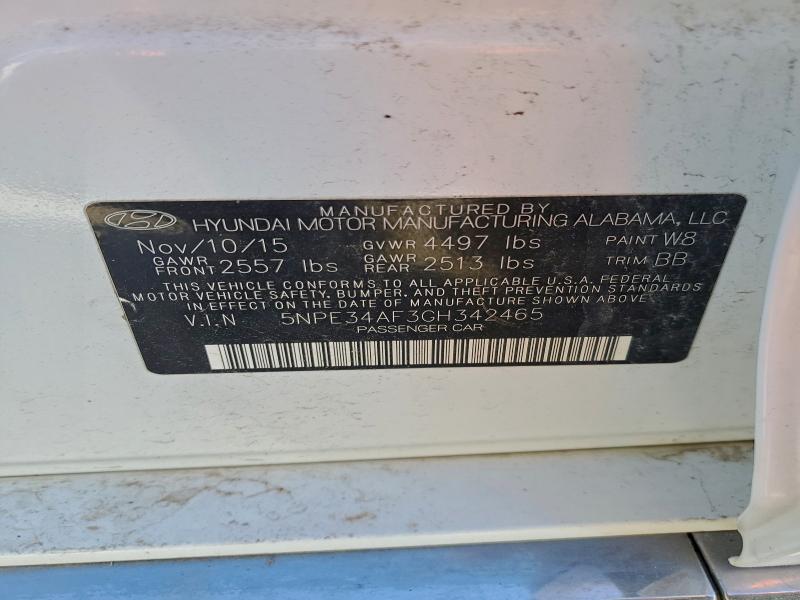 MANUFACTURED BY
HYUNDAI MOTOR MANUFACTURING ALABAMA, LLC
Nov/10/15 GVWR 4497 lbs PAINT W8
GAWR FRONT 2557 lbs GAWR REAR 2513 lbs TRIM BB
THIS VEHICLE CONFORMS TO ALL APPLICABLE U.S.A. FEDERAL
MOTOR VEHICLE SAFETY, BUMPER, AND THEFT PREVENTION STANDARDS
IN EFFECT ON THE DATE OF MANUFACTURE SHOWN ABOVE
V.I.N 5NPE34AF3GH342465
PASSENGER CAR